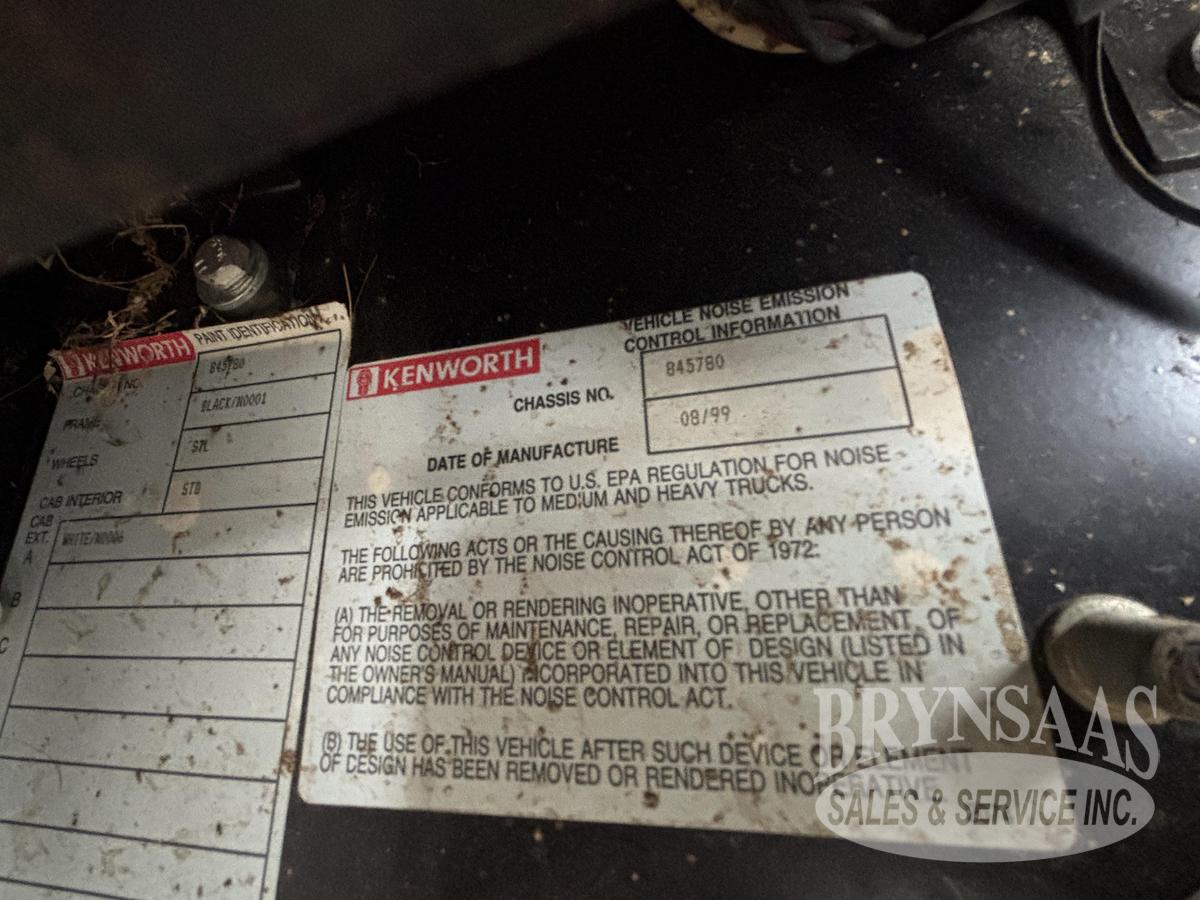 KENWORTH PAINT IDENTIFICATION
CHASSIS NO. 845780
FRAME BLACK/N0001
WHEELS STL
CAB INTERIOR STD
CAB EXT.
A WHITE/N0006
B
C
KENWORTH
VEHICLE NOISE EMISSION
CONTROL INFORMATION
CHASSIS NO. 845780
DATE OF MANUFACTURE 08/99
THIS VEHICLE CONFORMS TO U.S. EPA REGULATION FOR NOISE
EMISSION APPLICABLE TO MEDIUM AND HEAVY TRUCKS.
THE FOLLOWING ACTS OR THE CAUSING THEREOF BY ANY PERSON
ARE PROHIBITED BY THE NOISE CONTROL ACT OF 1972:
(A) THE REMOVAL OR RENDERING INOPERATIVE, OTHER THAN
FOR PURPOSES OF MAINTENANCE, REPAIR, OR REPLACEMENT, OF
ANY NOISE CONTROL DEVICE OR ELEMENT OF DESIGN (LISTED IN
THE OWNER'S MANUAL) INCORPORATED INTO THIS VEHICLE IN
COMPLIANCE WITH THE NOISE CONTROL ACT.
(B) THE USE OF THIS VEHICLE AFTER SUCH DEVICE OR ELEMENT
OF DESIGN HAS BEEN REMOVED OR RENDERED INOPERATIVE.
BRYNSAAS
SALES & SERVICE INC.